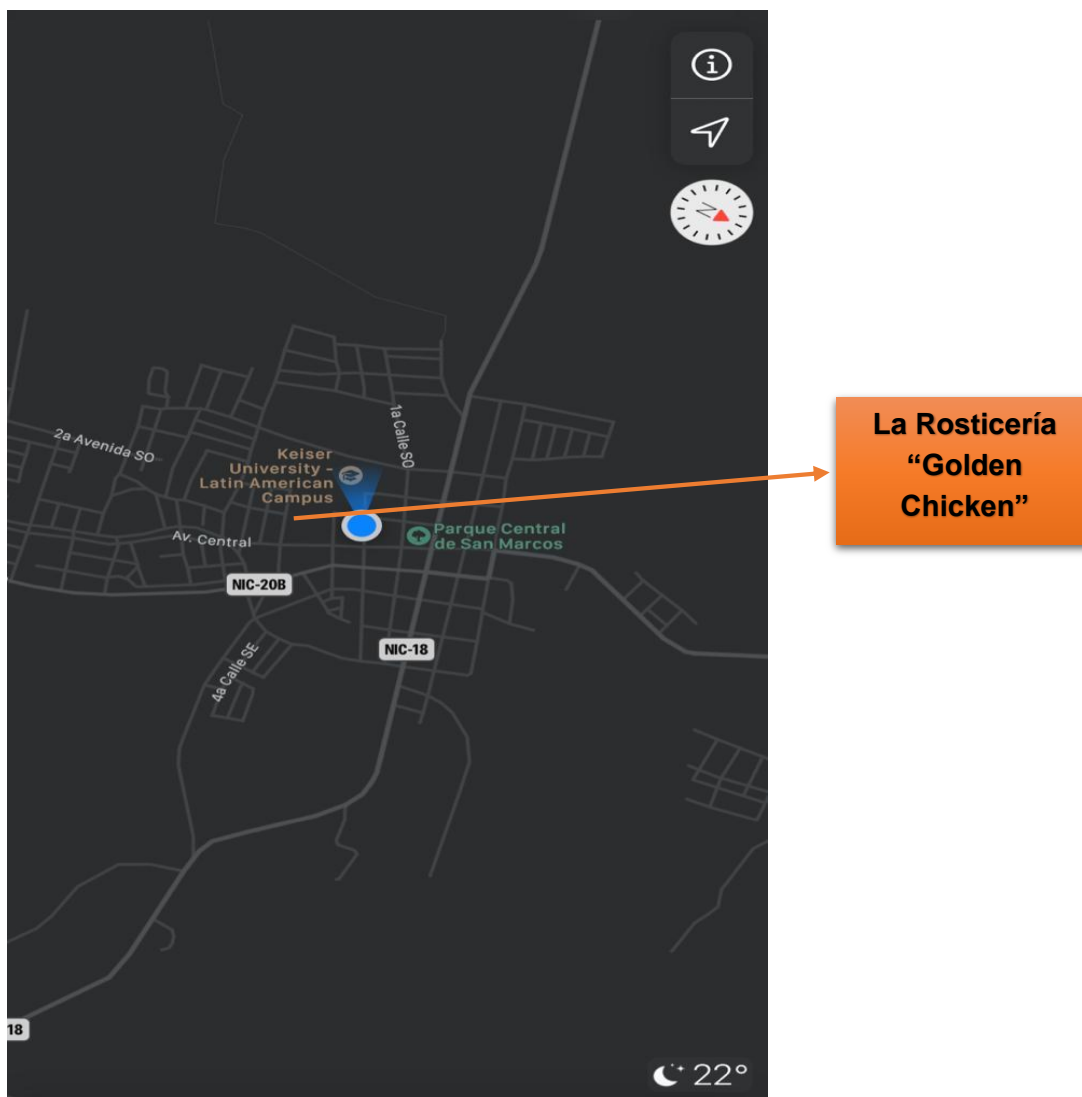 N
1a Calle SO
2a Avenida SO
Keiser
University -
Latin American
Campus
Parque Central
de San Marcos
Av. Central
NIC-20B
NIC-18
4a Calle SE
18
22°
La Rosticería
“Golden
Chicken”